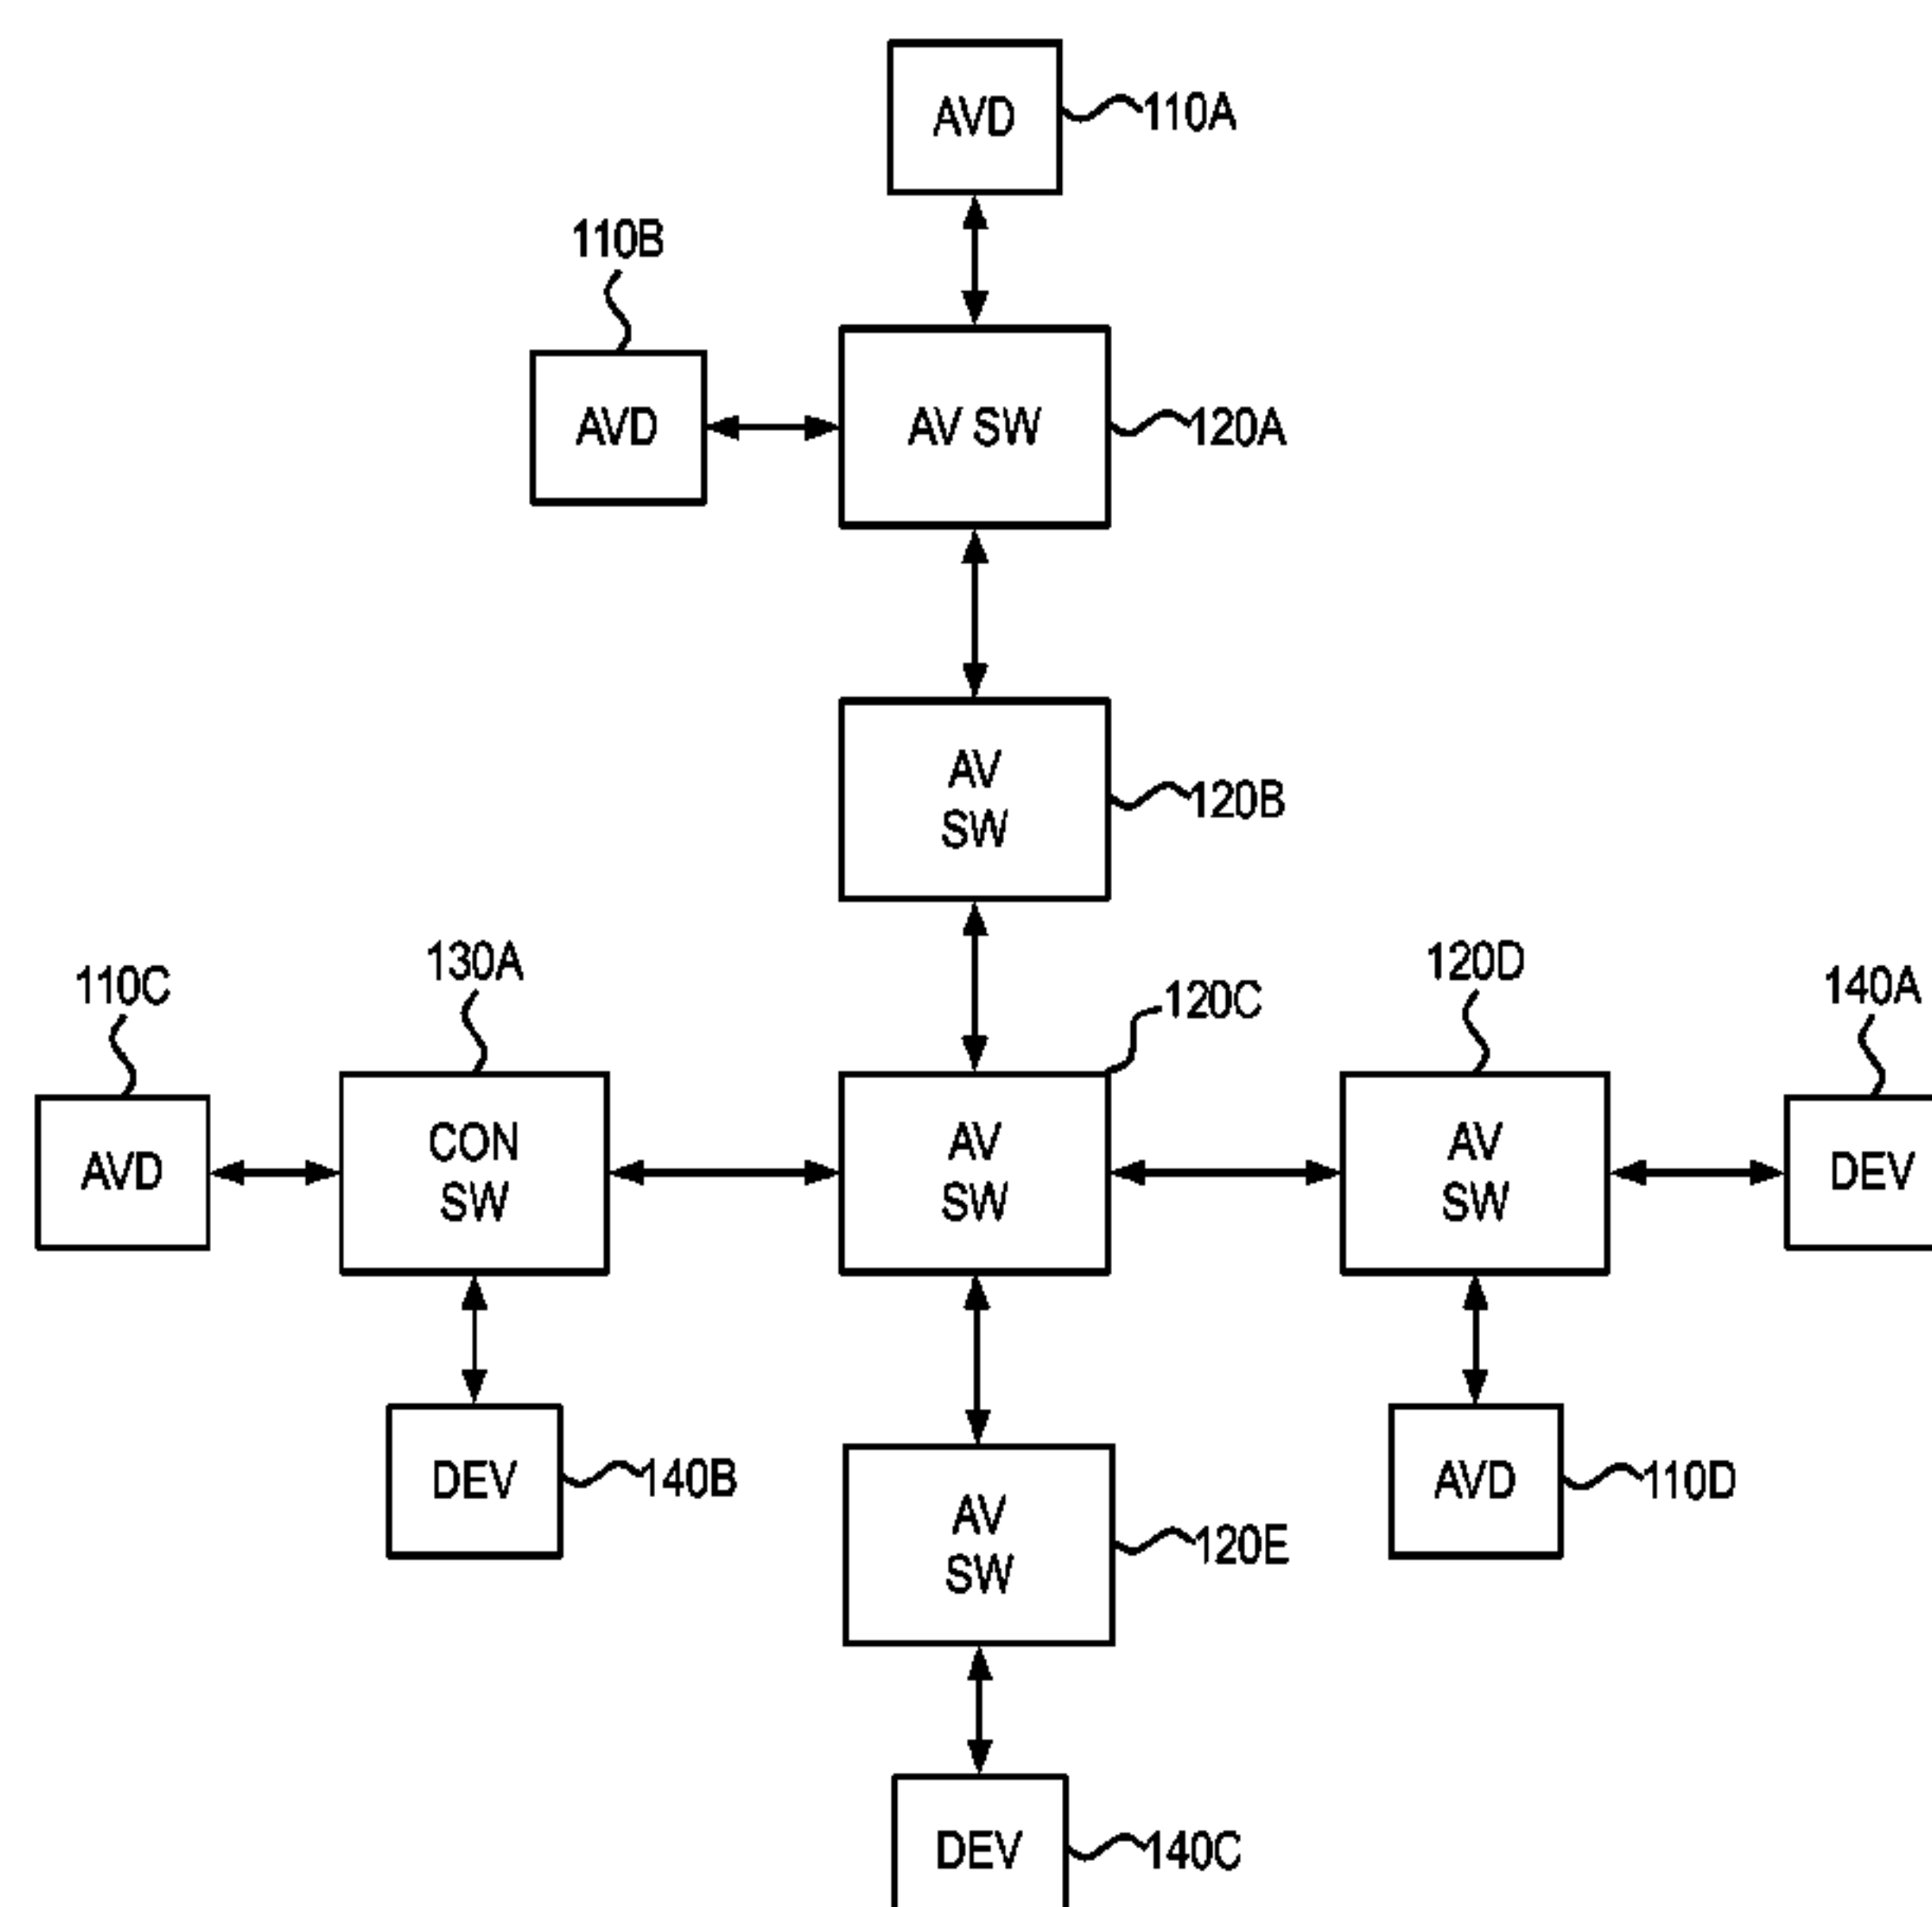 AVD
110A
110B
AVD
AV SW
120A
AV
SW
120B
110C
130A
120C
120D
140A
AVD
CON
SW
AV
SW
AV
SW
DEV
DEV
140B
AV
SW
120E
AVD
110D
DEV
140C